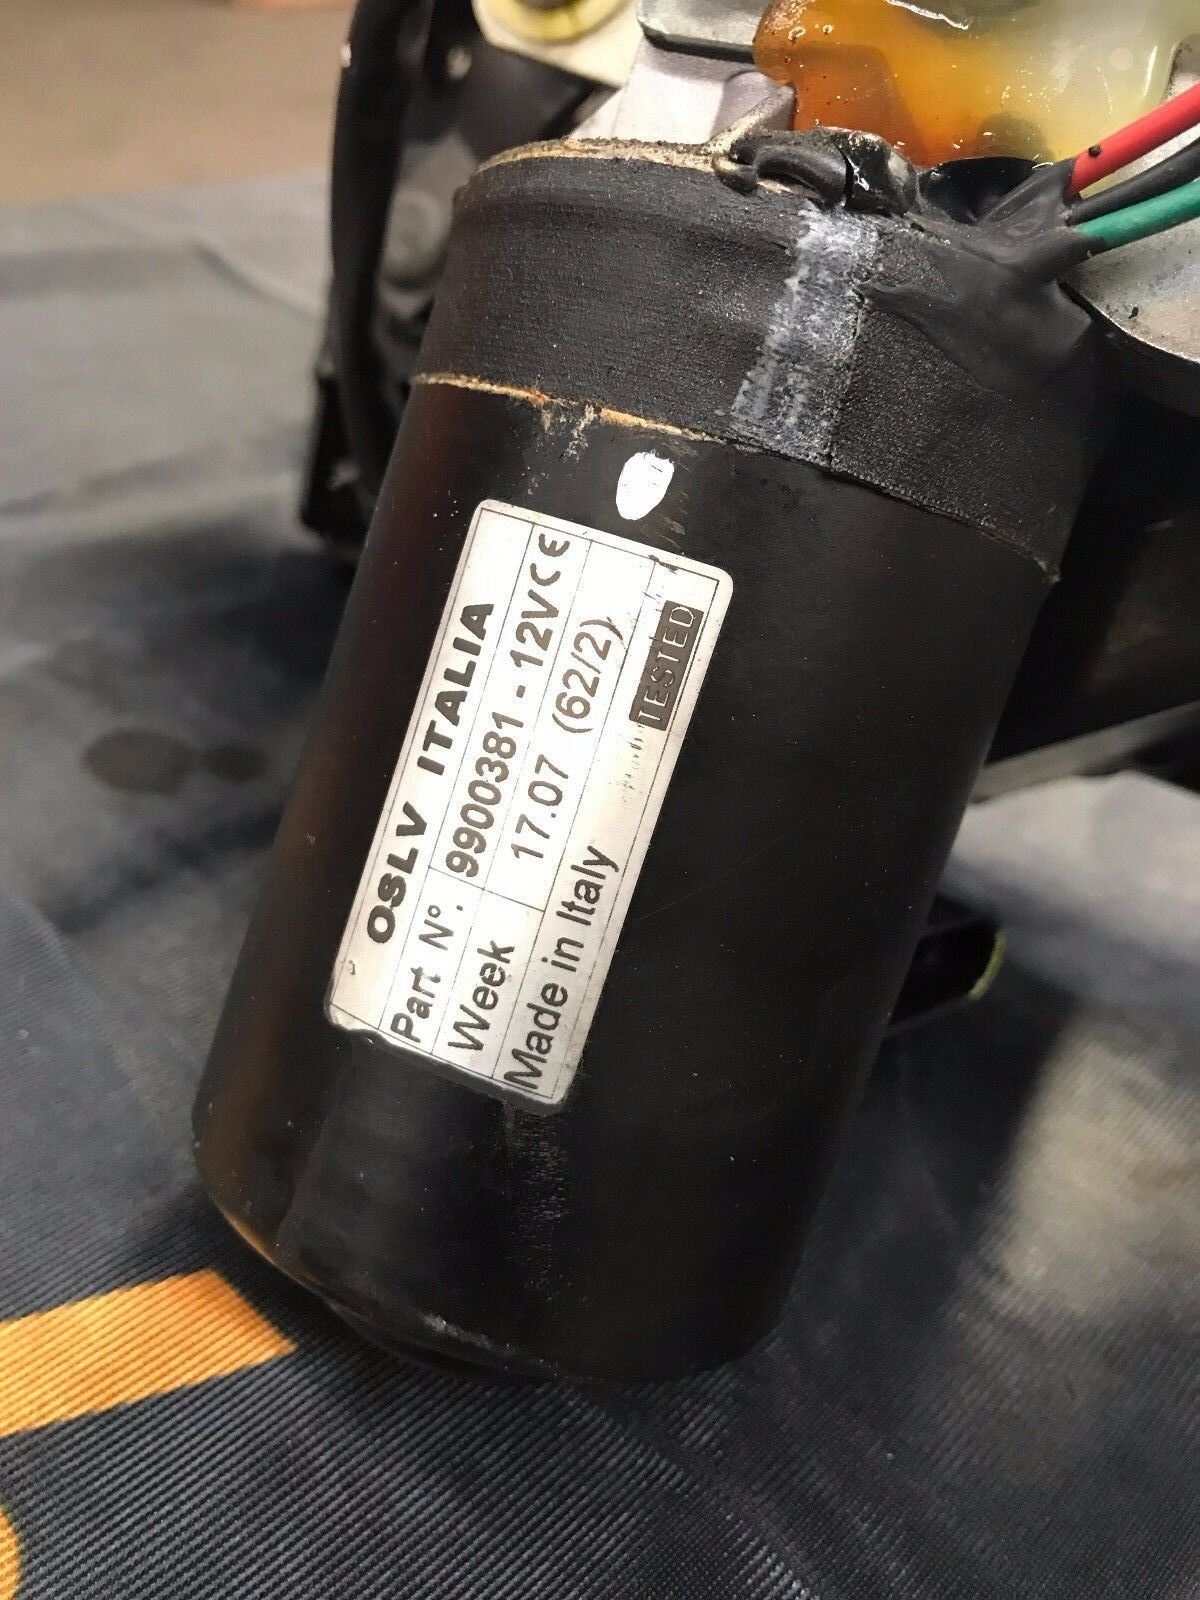 OSLV ITALIA
Part N°. 9900381 - 12V CE
Week 17.07 (62/2)
Made in Italy TESTED